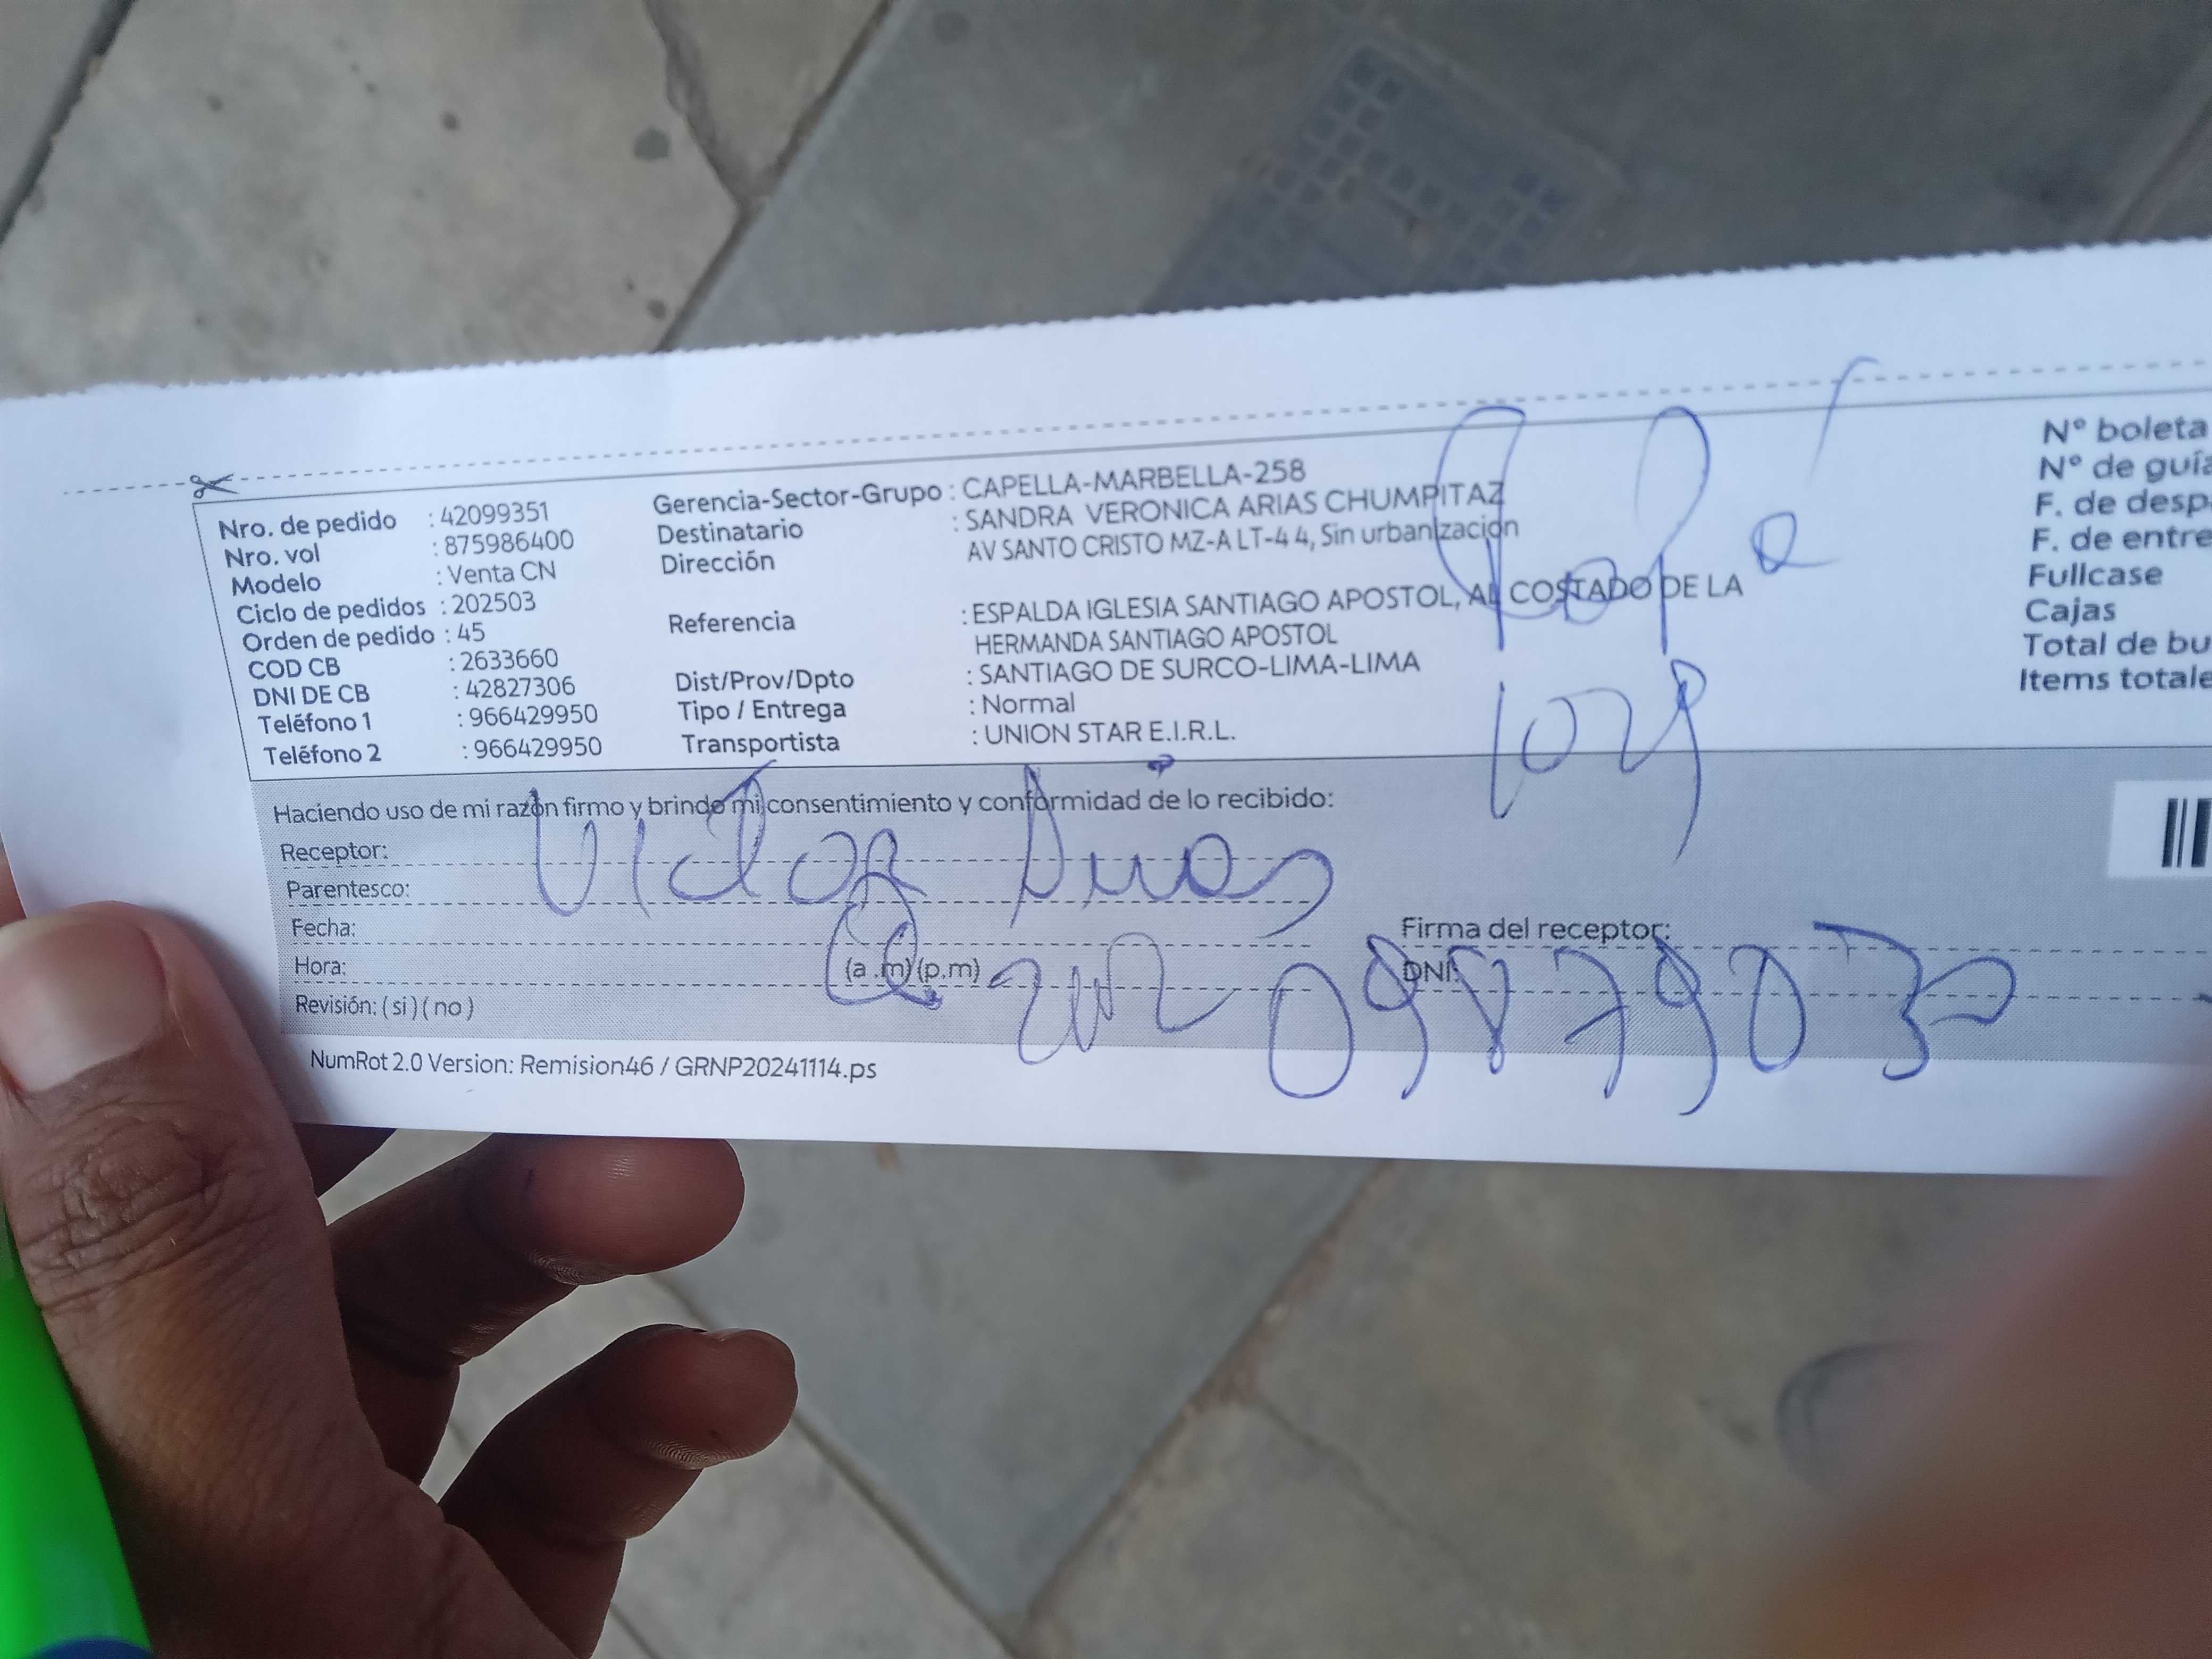 Nro. de pedido : 42099351
Nro. vol : 875986400
Modelo : Venta CN
Ciclo de pedidos : 202503
Orden de pedido : 45
COD CB : 2633660
DNI DE CB : 42827306
Teléfono 1 : 966429950
Teléfono 2 : 966429950
Gerencia-Sector-Grupo : CAPELLA-MARBELLA-258
Destinatario : SANDRA VERONICA ARIAS CHUMPITAZ
Dirección AV SANTO CRISTO MZ-A LT-4 4, Sin urbanización
Referencia : ESPALDA IGLESIA SANTIAGO APOSTOL, AL COSTADO DE LA
HERMANDA SANTIAGO APOSTOL
Dist/Prov/Dpto : SANTIAGO DE SURCO-LIMA-LIMA
Tipo / Entrega : Normal
Transportista : UNION STAR E.I.R.L.
Papá
1029
Nº boleta
Nº de guía
F. de desp
F. de entre
Fullcase
Cajas
Total de bu
Items totale
Haciendo uso de mi razón firmo y brindo mi consentimiento y conformidad de lo recibido:
Receptor: Victor
Parentesco:
Fecha:
Hora: (a .m) (p.m)
Revisión: ( si ) ( no )
Firma del receptor:
DNI: 09879030
NumRot 2.0 Version: Remision46 / GRNP20241114.ps